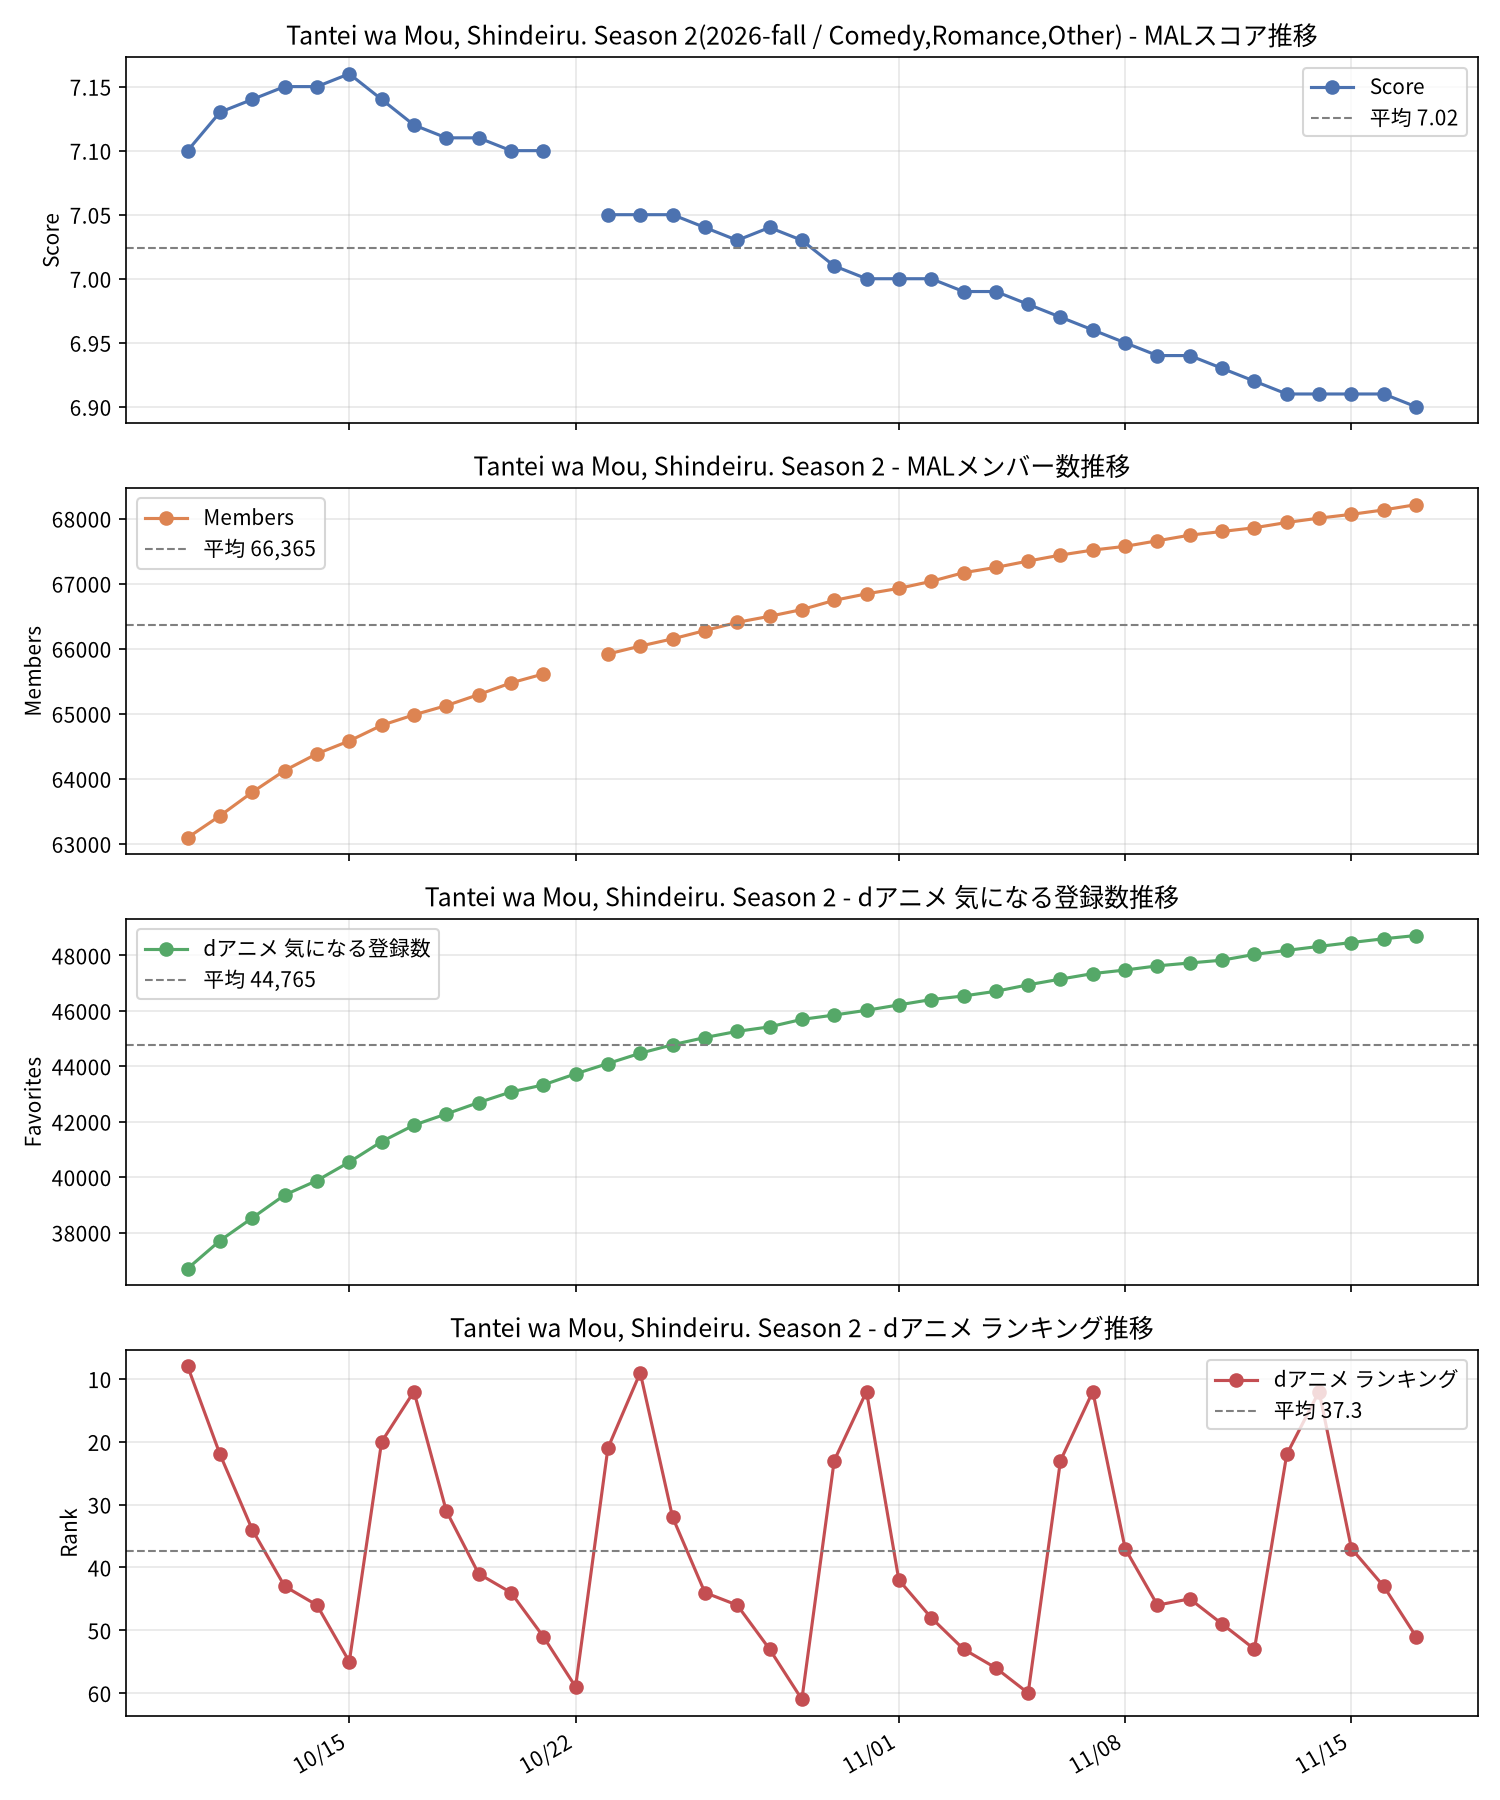 Tantei wa Mou, Shindeiru. Season 2(2026-fall / Comedy,Romance,Other) - MALスコア推移
Score
平均 7.02
Score
7.15
7.10
7.05
7.00
6.95
6.90
Tantei wa Mou, Shindeiru. Season 2 - MALメンバー数推移
Members
平均 66,365
Members
68000
67000
66000
65000
64000
63000
Tantei wa Mou, Shindeiru. Season 2 - dアニメ 気になる登録数推移
dアニメ 気になる登録数
平均 44,765
Favorites
48000
46000
44000
42000
40000
38000
Tantei wa Mou, Shindeiru. Season 2 - dアニメ ランキング推移
dアニメ ランキング
平均 37.3
Rank
10
20
30
40
50
60
10/15
10/22
11/01
11/08
11/15